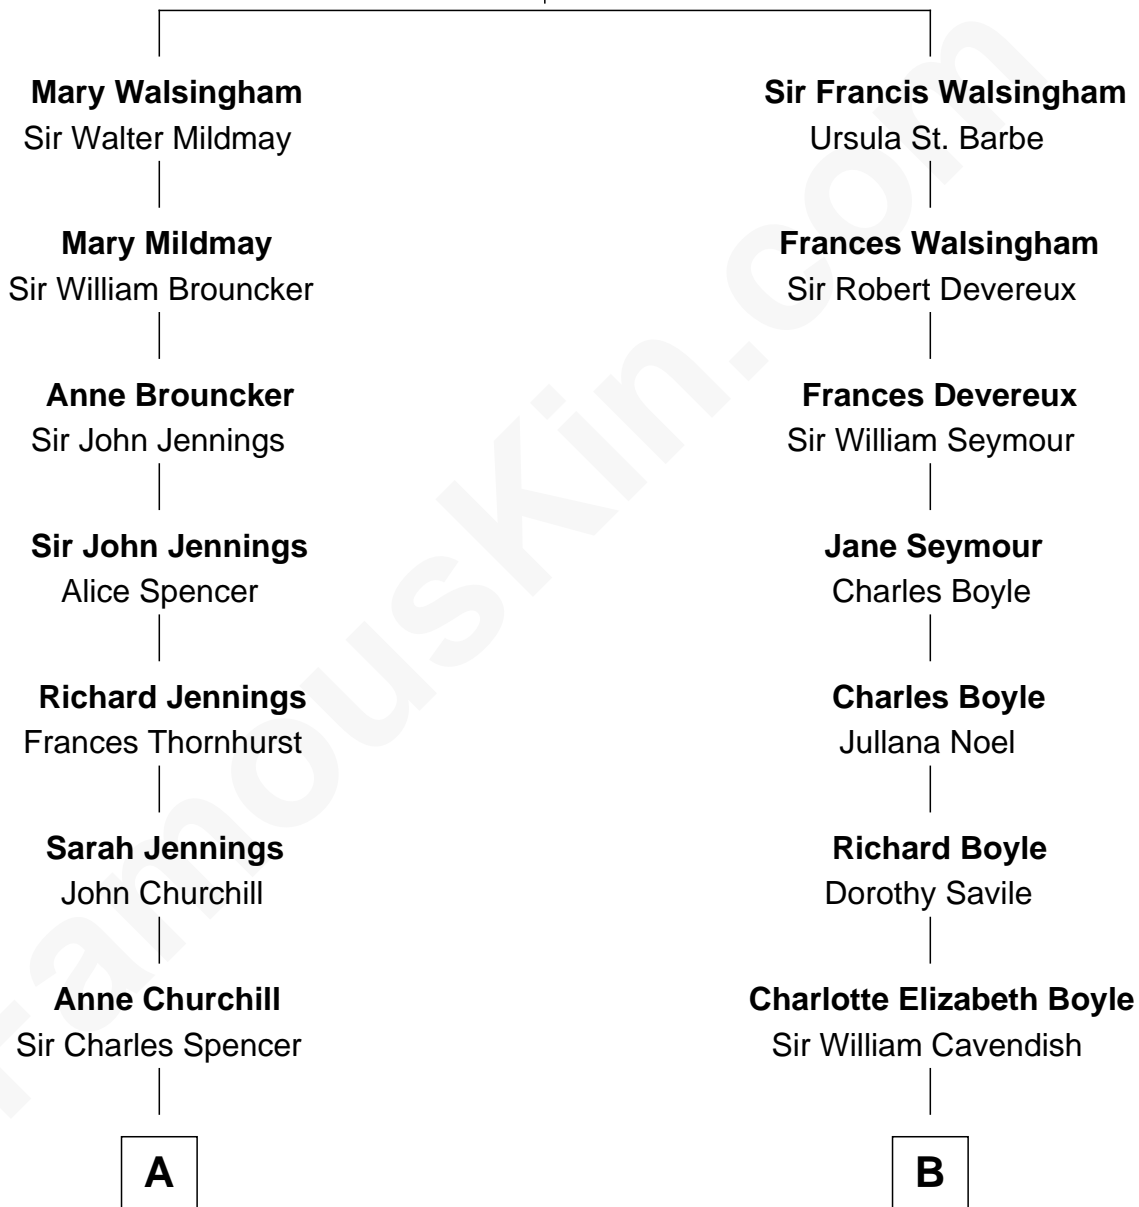 Mary Walsingham
Sir Walter Mildmay
Sir Francis Walsingham
Ursula St. Barbe
Mary Mildmay
Sir William Brouncker
Frances Walsingham
Sir Robert Devereux
Anne Brouncker
Sir John Jennings
Frances Devereux
Sir William Seymour
Sir John Jennings
Alice Spencer
Jane Seymour
Charles Boyle
Richard Jennings
Frances Thornhurst
Charles Boyle
Jullana Noel
Sarah Jennings
John Churchill
Richard Boyle
Dorothy Savile
Anne Churchill
Sir Charles Spencer
Charlotte Elizabeth Boyle
Sir William Cavendish
A
B
FamousKin.com